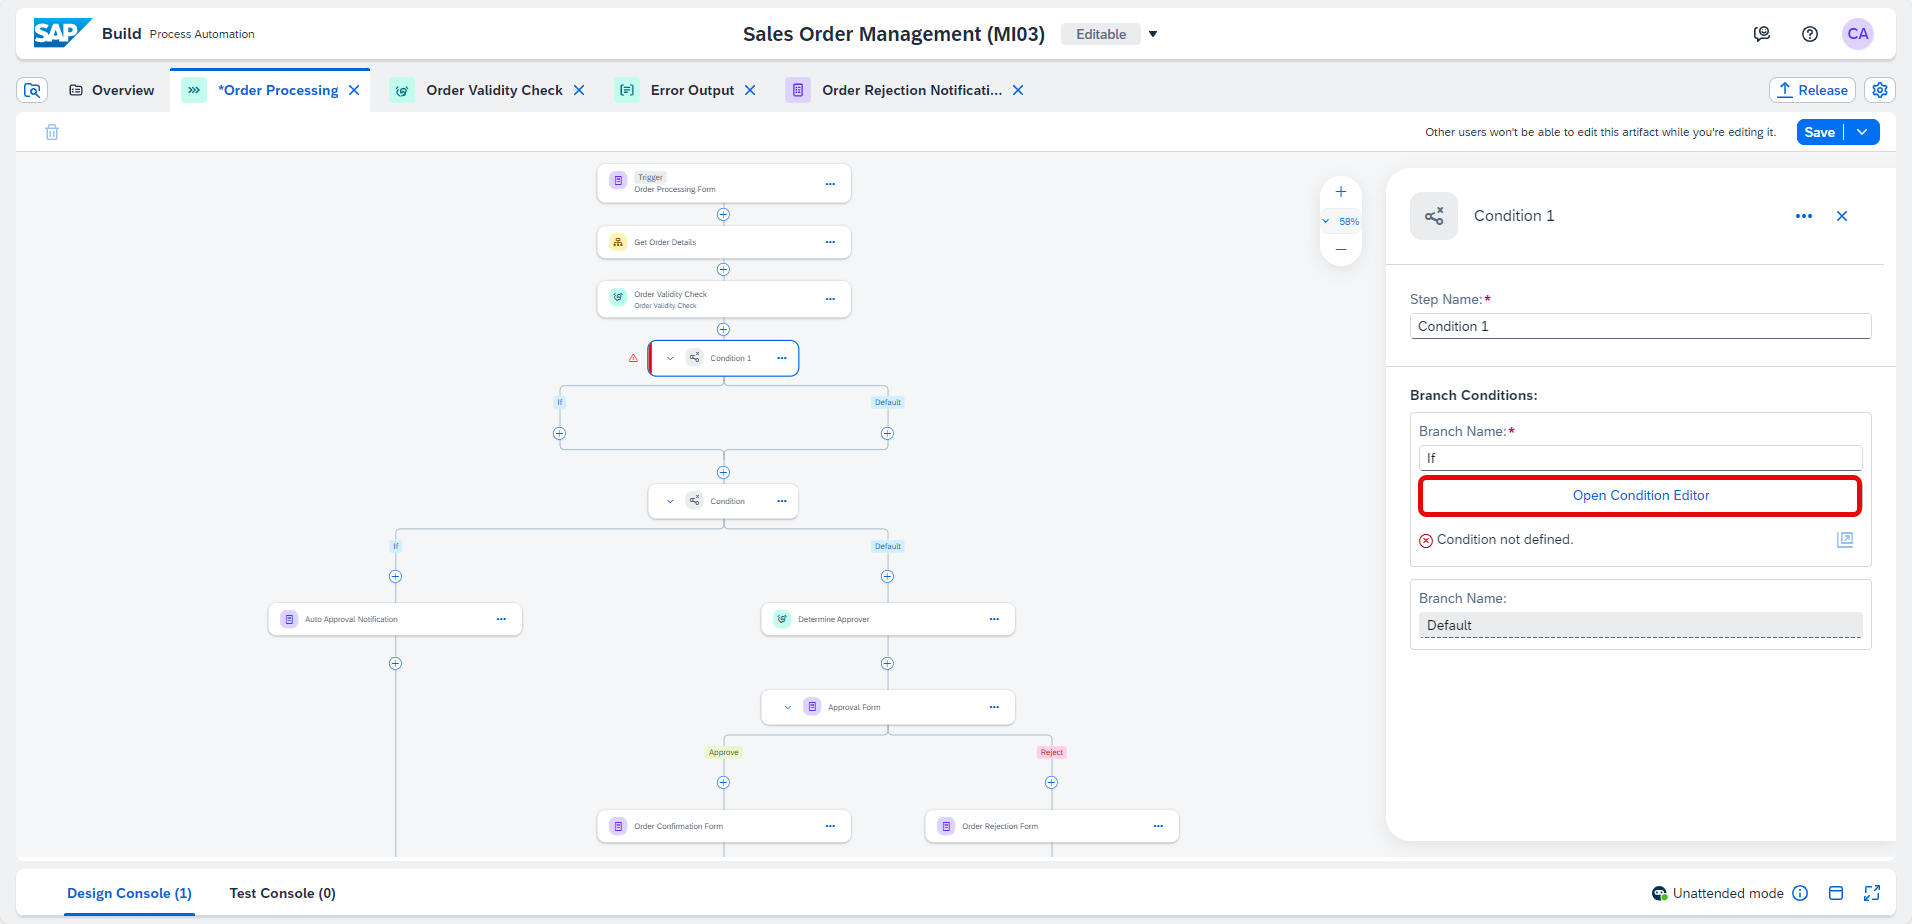 SAP Build Process Automation
Sales Order Management (MI03) Editable
CA
Overview
*Order Processing
Order Validity Check
Error Output
Order Rejection Notificati...
Release
Other users won't be able to edit this artifact while you're editing it.
Save
Trigger
Order Processing Form
Get Order Details
Order Validity Check
Order Validity Check
Condition 1
If
Default
Condition
If
Default
Auto Approval Notification
Determine Approver
Approval Form
Approve
Reject
Order Confirmation Form
Order Rejection Form
58%
Condition 1
Step Name:*
Condition 1
Branch Conditions:
Branch Name:*
If
Open Condition Editor
Condition not defined.
Branch Name:
Default
Design Console (1)
Test Console (0)
Unattended mode